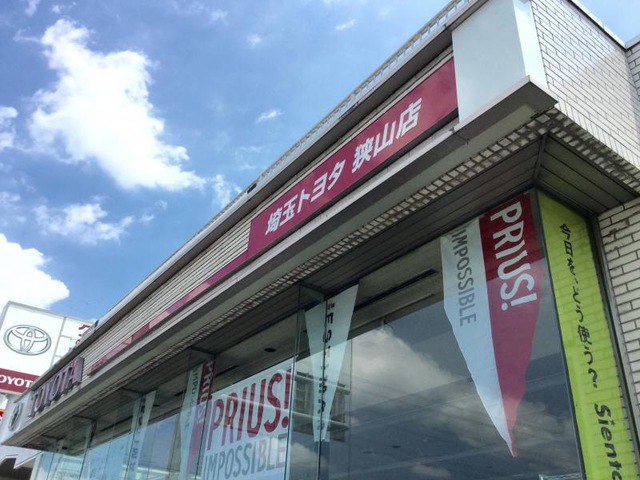 埼玉トヨタ 狭山店
TOYOTA
TOYOTA
PRIUS!
IMPOSSIBLE
PRIUS!
IMPOSSIBLE
Sienta